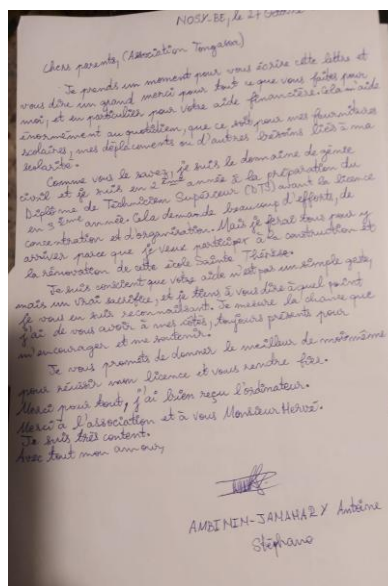 NOSY-BE, le 27 Octobre
Chers parents, (Association Tongasoa)
Je prends un moment pour vous écrire cette lettre et
vous dire un grand merci pour tout ce que vous faites pour
moi, et en particulier pour votre aide financière. Cela m'aide
énormément au quotidien, que ce soit pour mes fournitures
scolaires, mes déplacements ou d'autres besoins liés à ma
scolarité.
Comme vous le savez, je suis le domaine de génie
civil et je suis en 2ème année à la préparation du
Diplôme de Technicien Supérieur (DTS) avant la licence
en 3ème année. Cela demande beaucoup d'efforts, de
concentration et d'organisation. Mais je ferai tous pour y
arriver parce que je veux participer à la construction et
la rénovation de cette école Sainte Thérèse.
Je suis conscient que votre aide n'est pas un simple geste,
mais un vrai sacrifice, et je tiens à vous dire à quel point
je vous en suis reconnaissant. Je mesure la chance que
j'ai de vous avoir à mes côtés, toujours présents pour
m'encourager et me soutenir.
Je vous promets de donner le meilleur de moi-même
pour réussir mon licence et vous rendre fier.
Merci pour tout, j'ai bien reçu l'ordinateur.
Merci à l'association et à vous Monsieur Hervé.
Je suis très content.
Avec tout mon amour,
AMBININ-JANAHARY Antoine
Stéphano